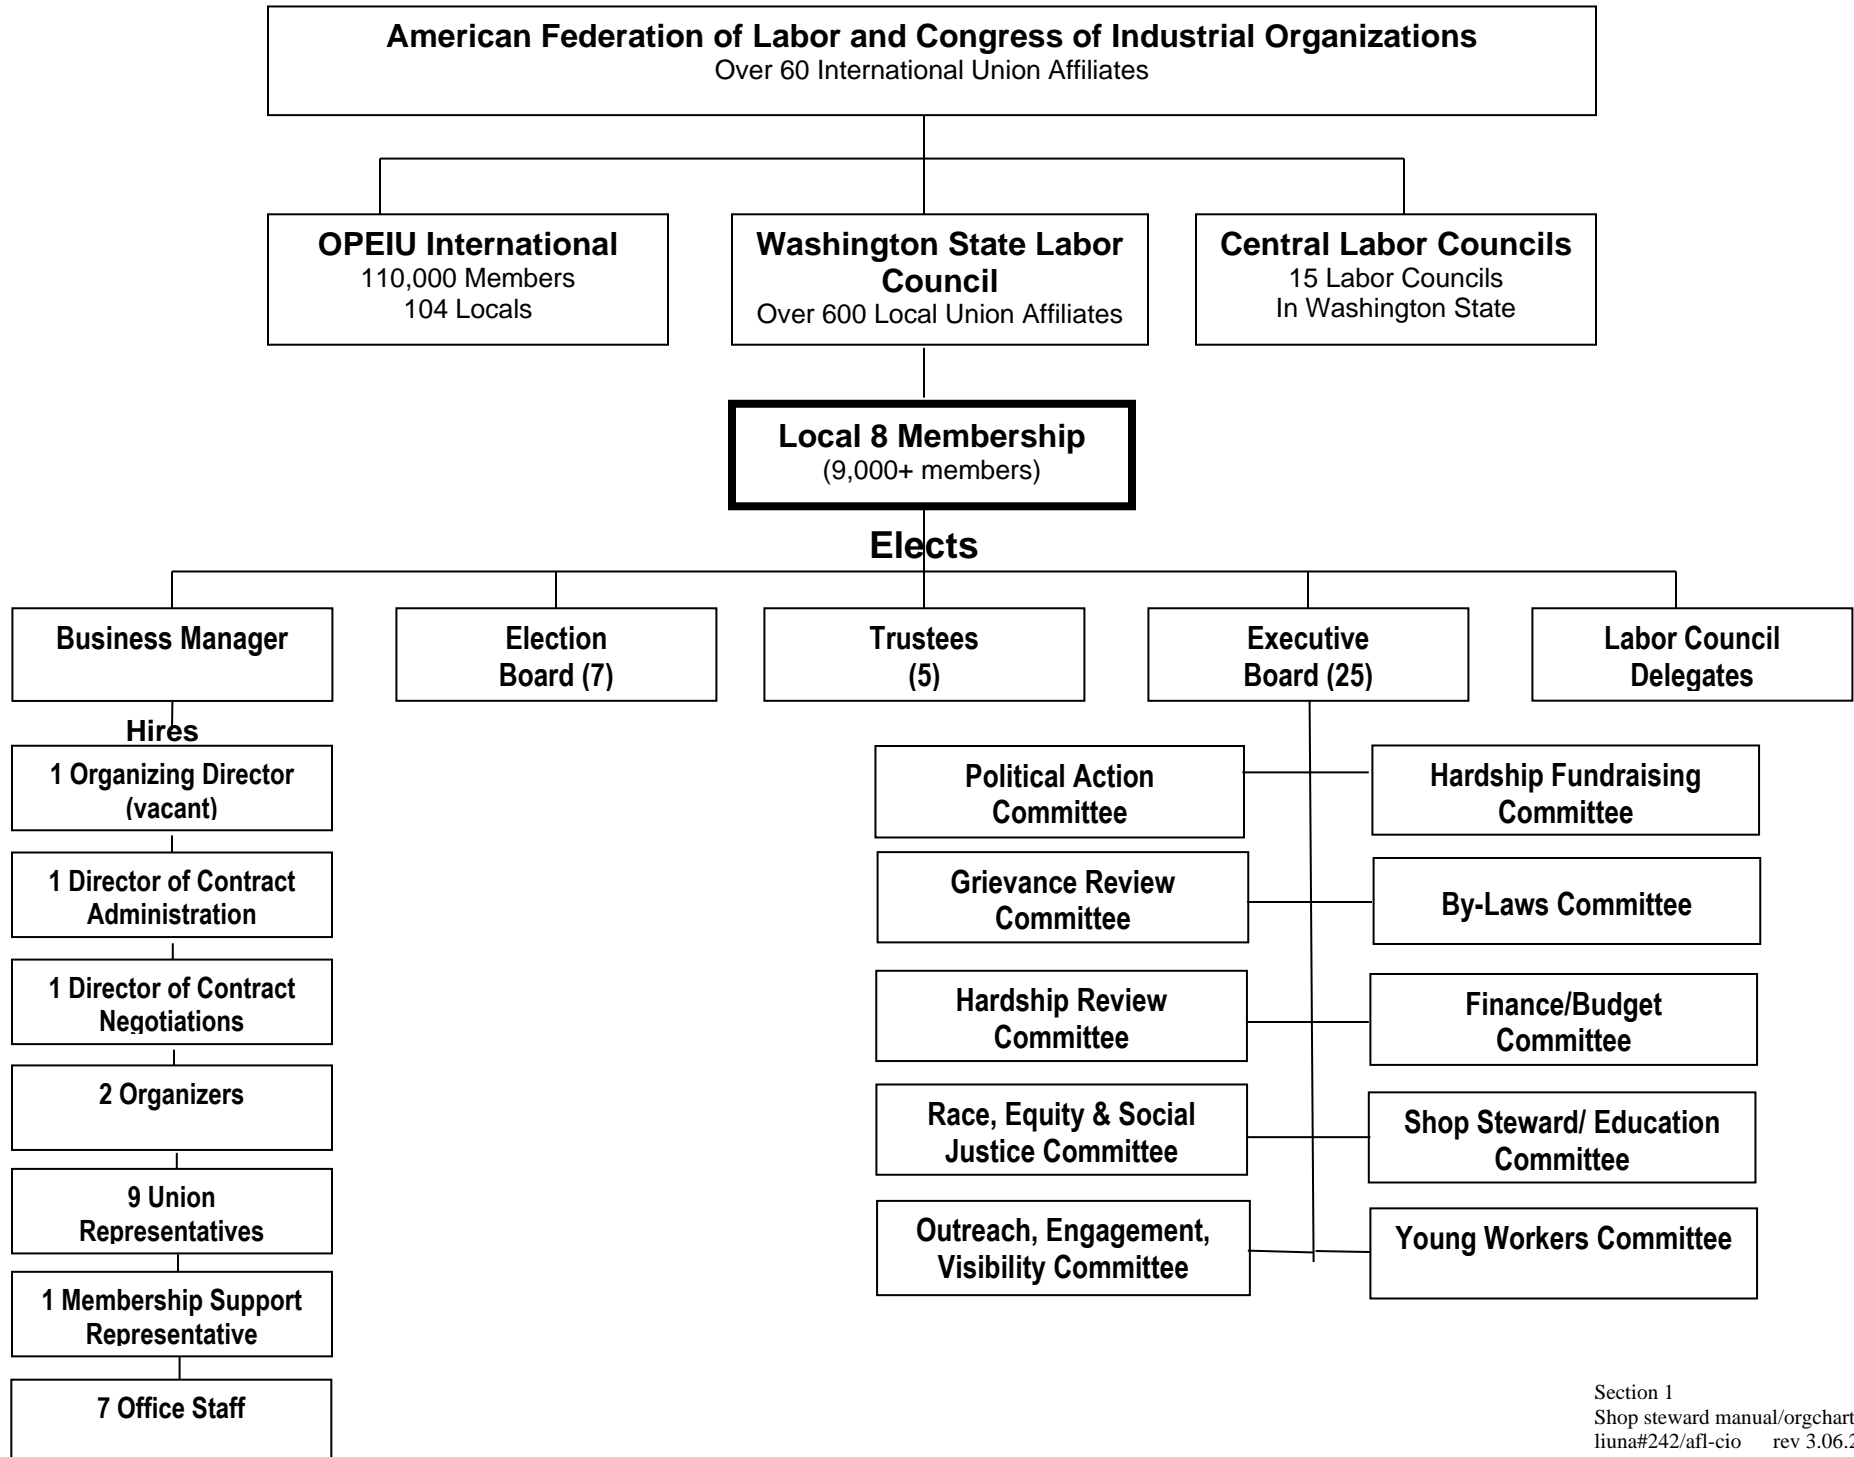 American Federation of Labor and Congress of Industrial Organizations
Over 60 International Union Affiliates
OPEIU International
110,000 Members
104 Locals
Washington State Labor
Council
Over 600 Local Union Affiliates
Central Labor Councils
15 Labor Councils
In Washington State
Local 8 Membership
(9,000+ members)
Elects
Business Manager
Election
Board (7)
Trustees
(5)
Executive
Board (25)
Labor Council
Delegates
Hires
1 Organizing Director
(vacant)
1 Director of Contract
Administration
1 Director of Contract
Negotiations
2 Organizers
9 Union
Representatives
1 Membership Support
Representative
7 Office Staff
Political Action
Committee
Hardship Fundraising
Committee
Grievance Review
Committee
By-Laws Committee
Hardship Review
Committee
Finance/Budget
Committee
Race, Equity & Social
Justice Committee
Shop Steward/ Education
Committee
Outreach, Engagement,
Visibility Committee
Young Workers Committee
Section 1
Shop steward manual/orgchart
liuna#242/afl-cio rev